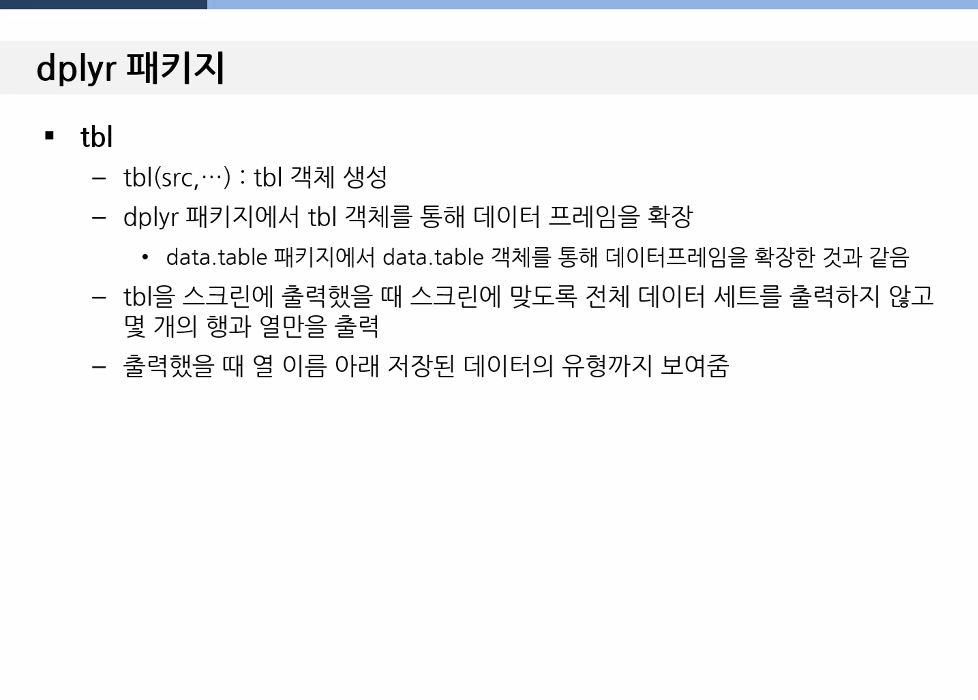 dplyr 패키지
▪ tbl
– tbl(src,…) : tbl 객체 생성
– dplyr 패키지에서 tbl 객체를 통해 데이터 프레임을 확장
• data.table 패키지에서 data.table 객체를 통해 데이터프레임을 확장한 것과 같음
– tbl을 스크린에 출력했을 때 스크린에 맞도록 전체 데이터 세트를 출력하지 않고
몇 개의 행과 열만을 출력
– 출력했을 때 열 이름 아래 저장된 데이터의 유형까지 보여줌